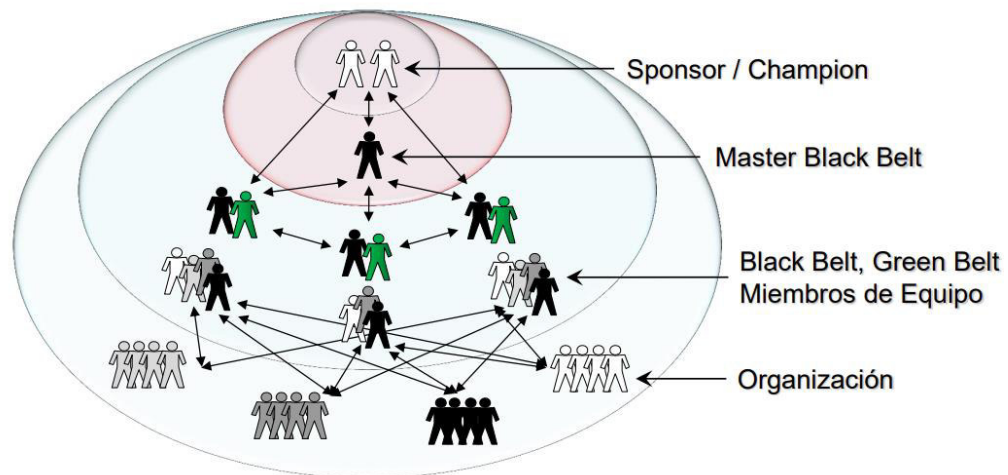 Sponsor / Champion
Master Black Belt
Black Belt, Green Belt
Miembros de Equipo
Organización